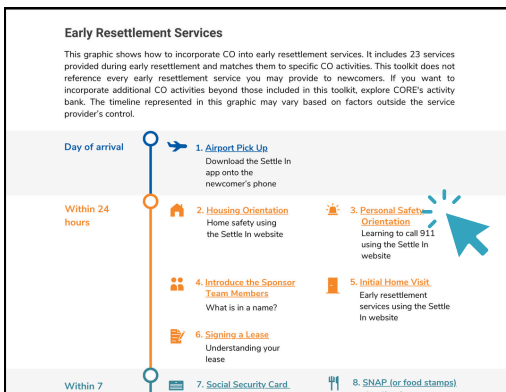 Early Resettlement Services
This graphic shows how to incorporate CO into early resettlement services. It includes 23 services
provided during early resettlement and matches them to specific CO activities. This toolkit does not
reference every early resettlement service you may provide to newcomers. If you want to
incorporate additional CO activities beyond those included in this toolkit, explore CORE's activity
bank. The timeline represented in this graphic may vary based on factors outside the service
provider's control.
Day of arrival
1. Airport Pick Up
Download the Settle In
app onto the
newcomer's phone
Within 24
hours
2. Housing Orientation
Home safety using
the Settle In website
3. Personal Safety
Orientation
Learning to call 911
using the Settle In
website
4. Introduce the Sponsor
Team Members
What is in a name?
5. Initial Home Visit
Early resettlement
services using the Settle
In website
6. Signing a Lease
Understanding your
lease
Within 7
7. Social Security Card
8. SNAP (or food stamps)